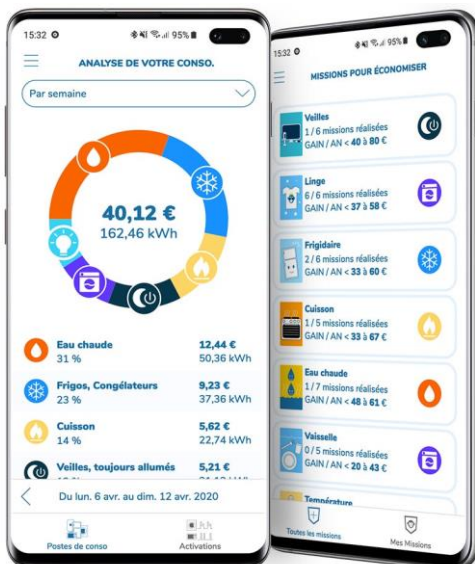 15:32
95%
ANALYSE DE VOTRE CONSO.
Par semaine
40,12 €
162,46 kWh
Eau chaude 12,44 €
31 % 50,36 kWh
Frigos, Congélateurs 9,23 €
23 % 37,36 kWh
Cuisson 5,62 €
14 % 22,74 kWh
Veilles, toujours allumés 5,21 €
Du lun. 6 avr. au dim. 12 avr. 2020
Postes de conso Activations
15:32
95%
MISSIONS POUR ÉCONOMISER
Veilles
1 / 6 missions réalisées
GAIN / AN < 40 à 80 €
Linge
6 / 6 missions réalisées
GAIN / AN < 37 à 58 €
Frigidaire
2 / 6 missions réalisées
GAIN / AN < 33 à 60 €
Cuisson
1 / 5 missions réalisées
GAIN / AN < 33 à 67 €
Eau chaude
1 / 7 missions réalisées
GAIN / AN < 48 à 61 €
Vaisselle
0 / 5 missions réalisées
GAIN / AN < 20 à 43 €
Température
Toutes les missions Mes Missions